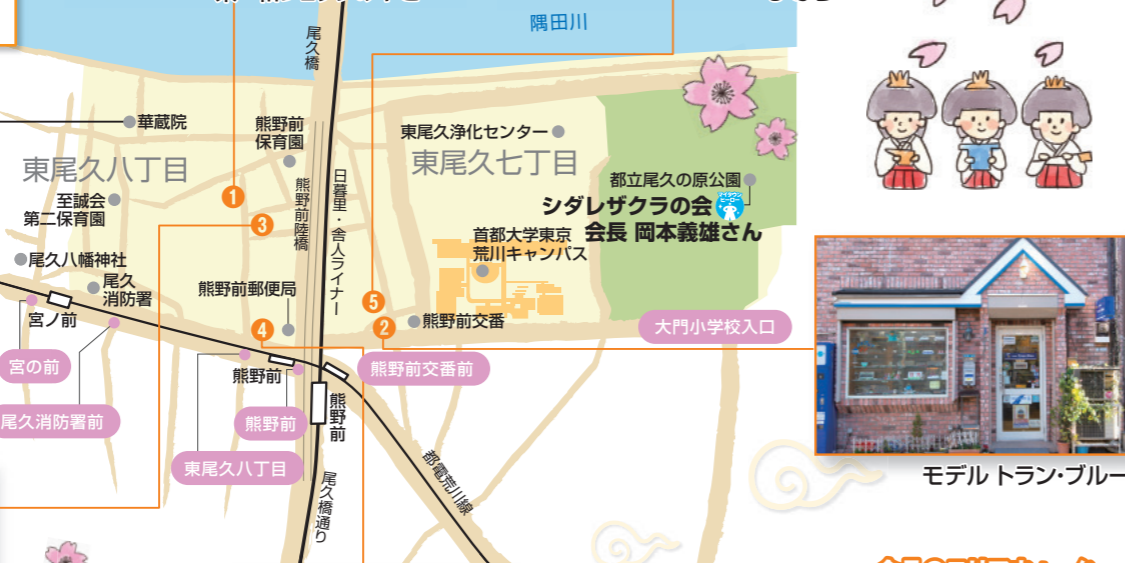 隅田川
尾久橋
華蔵院
熊野前
保育園
東尾久浄化センター
東尾久八丁目
東尾久七丁目
日暮里・舎人ライナー
熊野前陸橋
都立尾久の原公園
1
至誠会
第二保育園
シダレザクラの会
マイタウン
ヒーロー
会長 岡本義雄さん
3
首都大学東京
荒川キャンパス
尾久八幡神社
尾久
消防署
熊野前郵便局
5
宮ノ前
4
2
熊野前交番
大門小学校入口
宮の前
熊野前
熊野前交番前
尾久消防署前
熊野前
熊野前
東尾久八丁目
都電荒川線
尾久橋通り
モデル トラン・ブルー